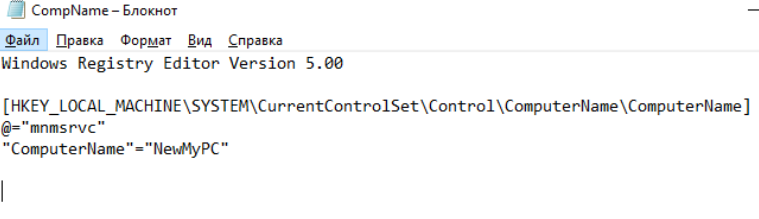 CompName – Блокнот
Файл Правка Формат Вид Справка
Windows Registry Editor Version 5.00
[HKEY_LOCAL_MACHINE\SYSTEM\CurrentControlSet\Control\ComputerName\ComputerName]
@="mnmsrvc"
"ComputerName"="NewMyPC"